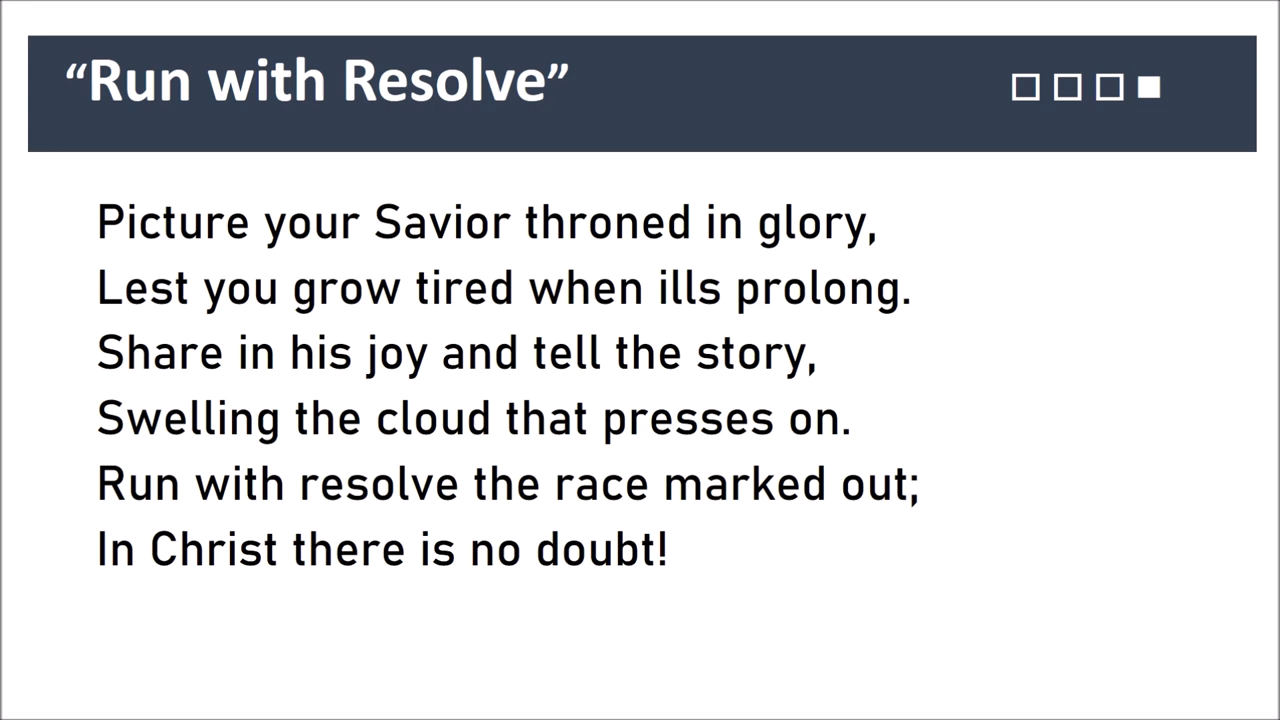 “Run with Resolve”
Picture your Savior throned in glory,
Lest you grow tired when ills prolong.
Share in his joy and tell the story,
Swelling the cloud that presses on.
Run with resolve the race marked out;
In Christ there is no doubt!